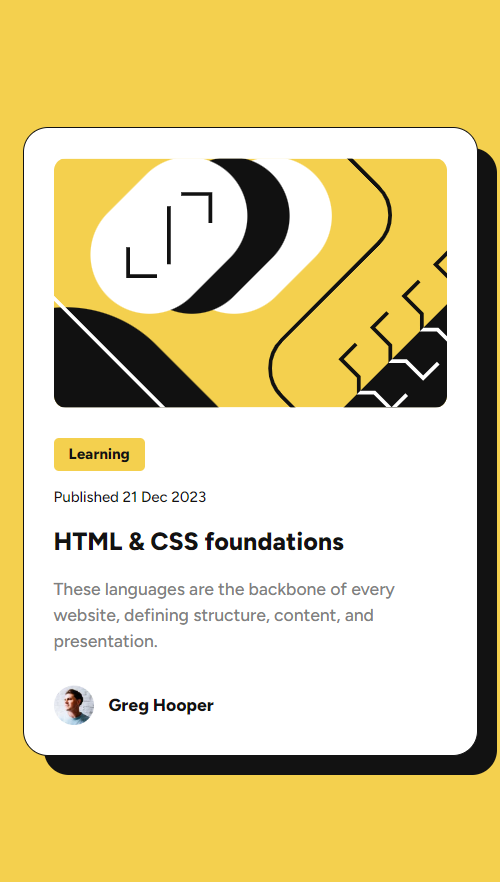 Learning
Published 21 Dec 2023
HTML & CSS foundations
These languages are the backbone of every
website, defining structure, content, and
presentation.
Greg Hooper